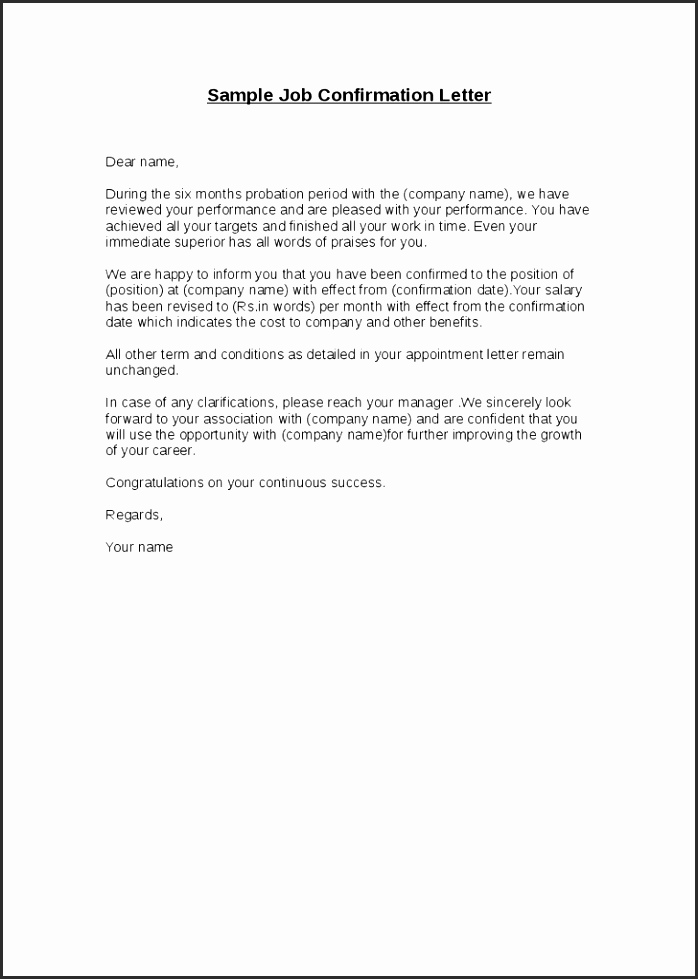 Sample Job Confirmation Letter
Dear name,
During the six months probation period with the (company name), we have
reviewed your performance and are pleased with your performance. You have
achieved all your targets and finished all your work in time. Even your
immediate superior has all words of praises for you.
We are happy to inform you that you have been confirmed to the position of
(position) at (company name) with effect from (confirmation date).Your salary
has been revised to (Rs.in words) per month with effect from the confirmation
date which indicates the cost to company and other benefits.
All other term and conditions as detailed in your appointment letter remain
unchanged.
In case of any clarifications, please reach your manager .We sincerely look
forward to your association with (company name) and are confident that you
will use the opportunity with (company name)for further improving the growth
of your career.
Congratulations on your continuous success.
Regards,
Your name